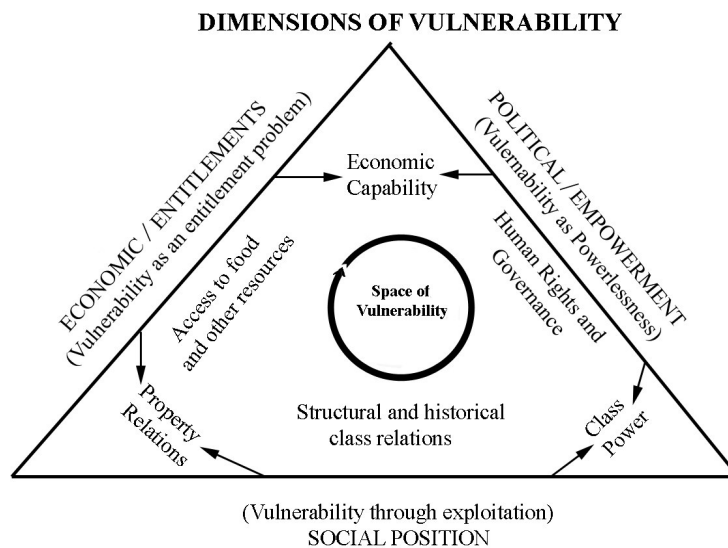 DIMENSIONS OF VULNERABILITY
ECONOMIC / ENTITLEMENTS
(Vulnerability as an entitlement problem)
POLITICAL / EMPOWERMENT
(Vulernability as Powerlessness)
Economic
Capability
Access to food
and other resources
Human Rights and
Governance
Space of
Vulnerability
Property
Relations
Structural and historical
class relations
Class
Power
(Vulnerability through exploitation)
SOCIAL POSITION